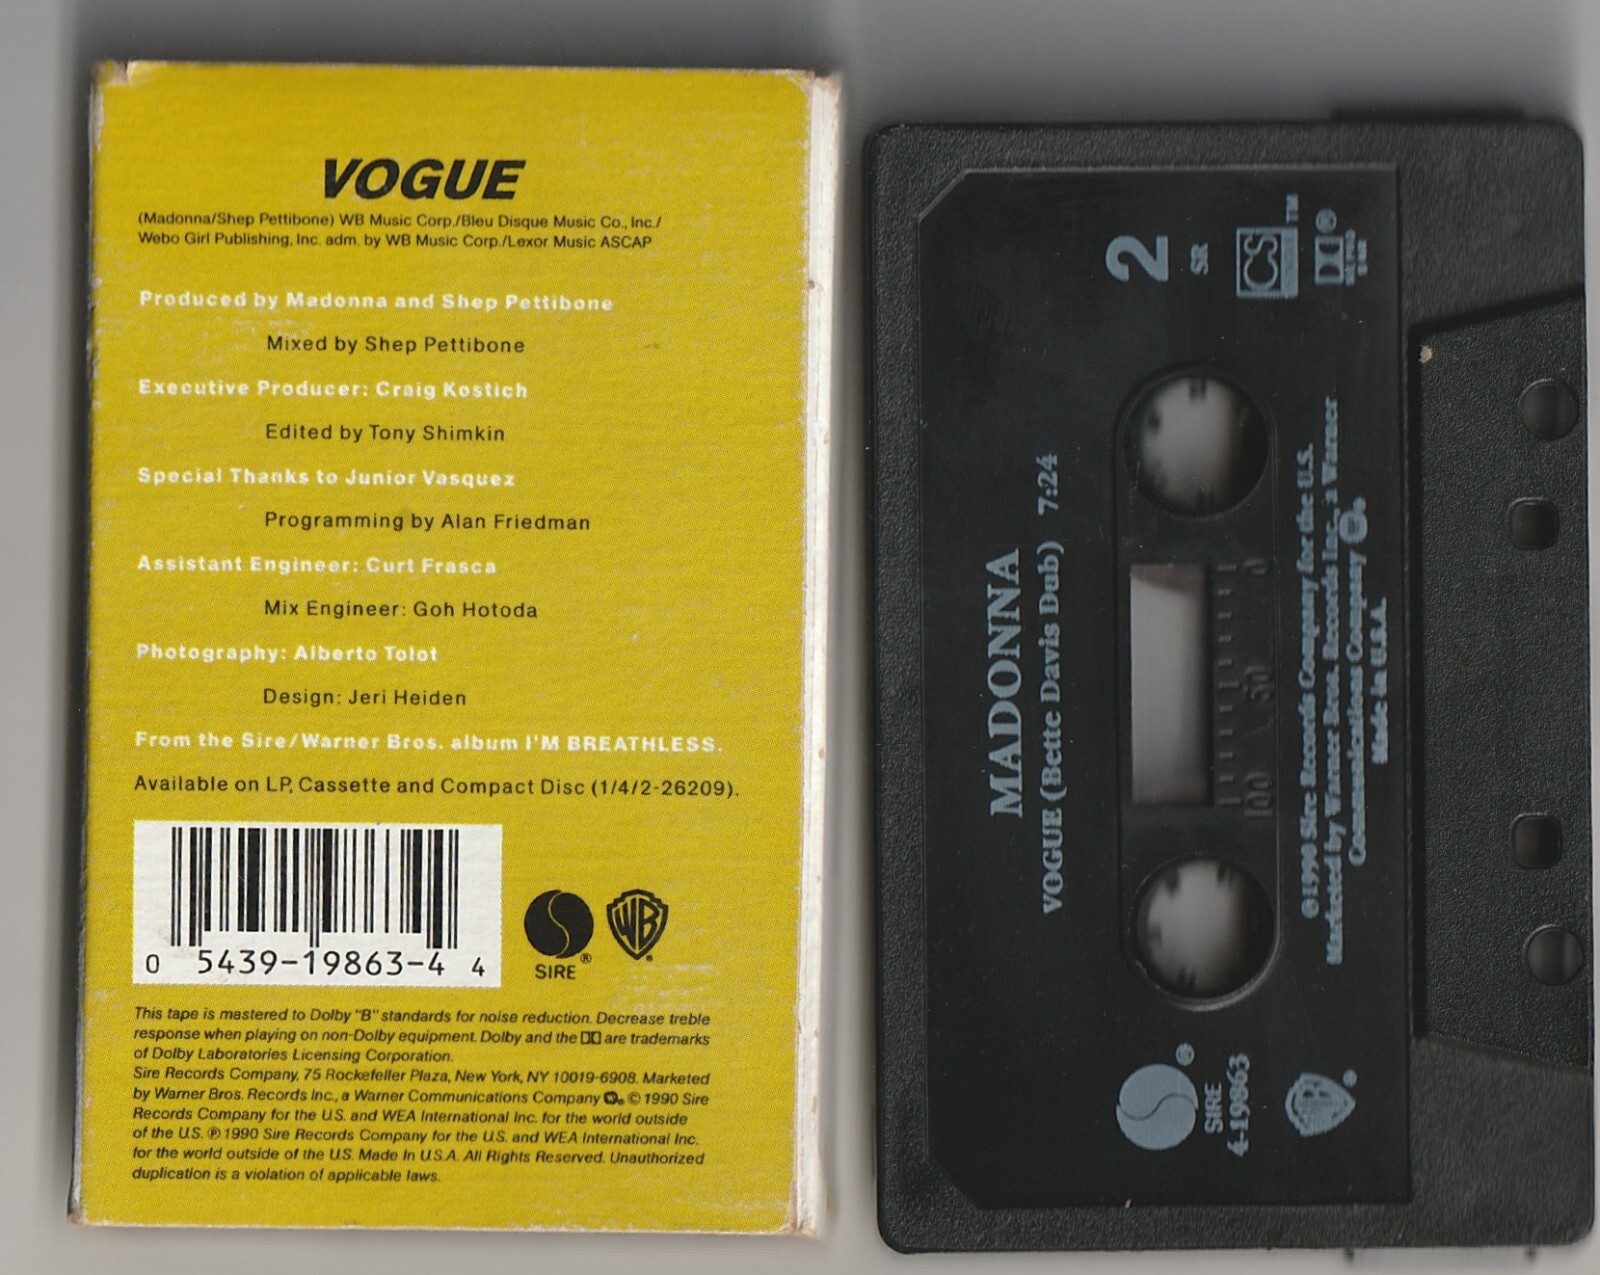 VOGUE
(Madonna/Shep Pettibone) WB Music Corp./Bleu Disque Music Co., Inc./
Webo Girl Publishing, Inc. adm. by WB Music Corp./Lexor Music ASCAP
Produced by Madonna and Shep Pettibone
Mixed by Shep Pettibone
Executive Producer: Craig Kostich
Edited by Tony Shimkin
Special Thanks to Junior Vasquez
Programming by Alan Friedman
Assistant Engineer: Curt Frasca
Mix Engineer: Goh Hotoda
Photography: Alberto Tolot
Design: Jeri Heiden
From the Sire/Warner Bros. album I'M BREATHLESS.
Available on LP, Cassette and Compact Disc (1/4/2-26209).
0 5439-19863-4 4
SIRE ®
WB ®
This tape is mastered to Dolby "B" standards for noise reduction. Decrease treble
response when playing on non-Dolby equipment. Dolby and the are trademarks
of Dolby Laboratories Licensing Corporation.
Sire Records Company, 75 Rockefeller Plaza, New York, NY 10019-6908. Marketed
by Warner Bros. Records Inc., a Warner Communications Company ® © 1990 Sire
Records Company for the U.S. and WEA International Inc. for the world outside
of the U.S. ℗ 1990 Sire Records Company for the U.S. and WEA International Inc.
for the world outside of the U.S. Made In U.S.A. All Rights Reserved. Unauthorized
duplication is a violation of applicable laws.
2
SR
CS TM
®
MADONNA
VOGUE (Bette Davis Dub) 7:24
100 50 0
℗1990 Sire Records Company for the U.S.
Marketed by Warner Bros. Records Inc., a Warner
Communications Company ®
Made in U.S.A.
®
SIRE
4-19863
WB ®